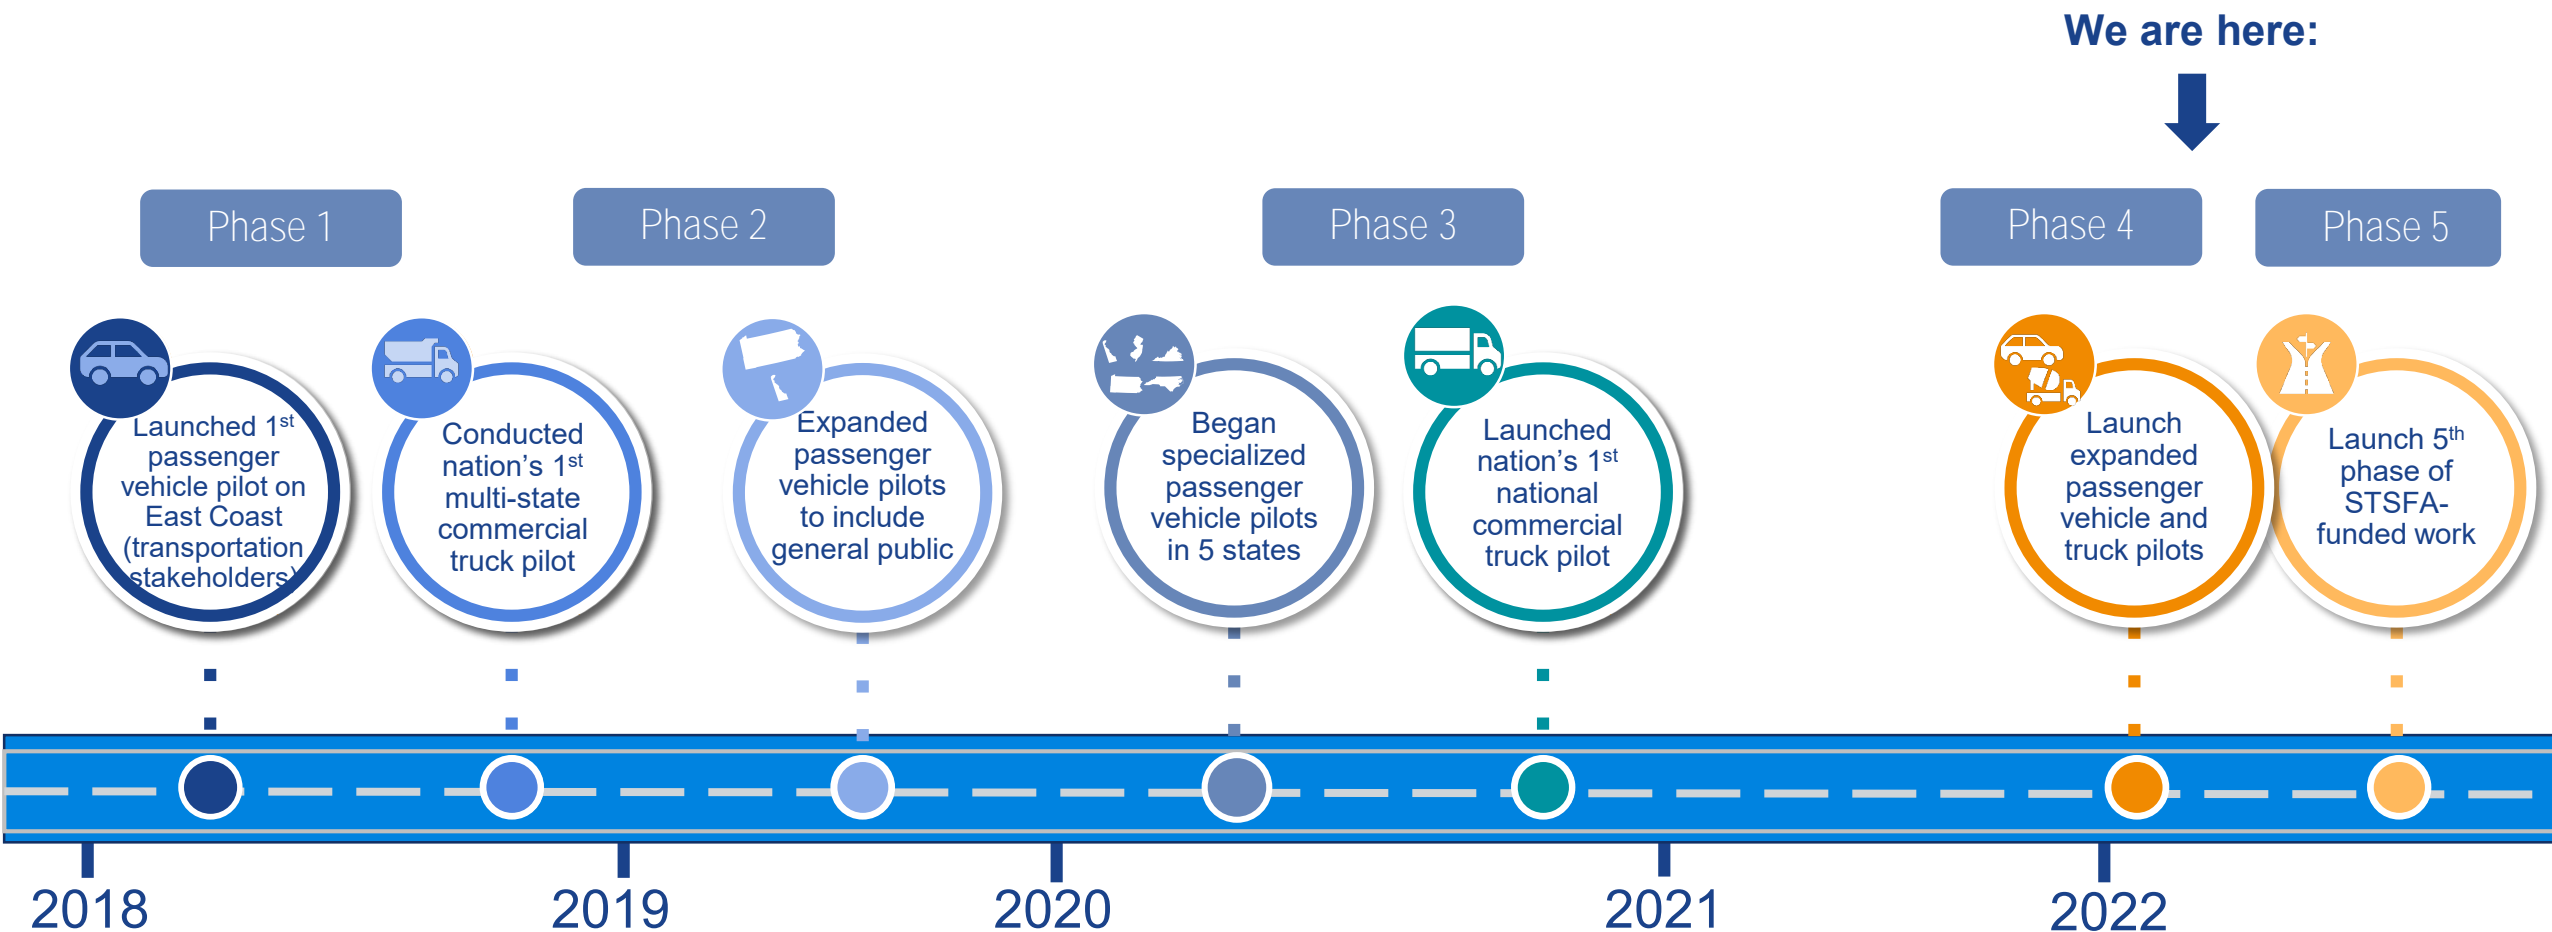 We are here:
Phase 1
Phase 2
Phase 3
Phase 4
Phase 5
Launched 1st
passenger
vehicle pilot on
East Coast
(transportation
stakeholders)
Conducted
nation's 1st
multi-state
commercial
truck pilot
Expanded
passenger
vehicle pilots
to include
general public
Began
specialized
passenger
vehicle pilots
in 5 states
Launched
nation's 1st
national
commercial
truck pilot
Launch
expanded
passenger
vehicle and
truck pilots
Launch 5th
phase of
STSFA-
funded work
2018
2019
2020
2021
2022